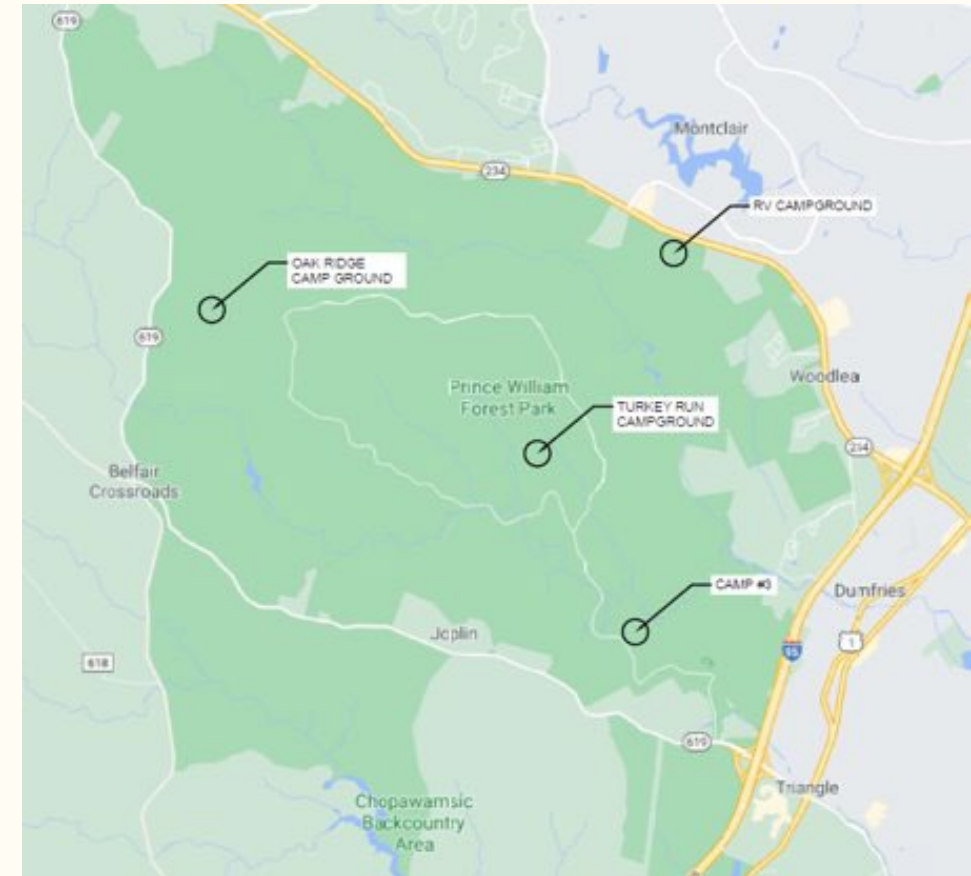 619
Montclair
234
RV CAMPGROUND
OAK RIDGE
CAMP GROUND
619
Woodlea
Prince William
Forest Park
TURKEY RUN
CAMPGROUND
234
Belfair
Crossroads
CAMP #3
Dumfries
Joplin
1
95
618
619
Triangle
Chopawamsic
Backcountry
Area